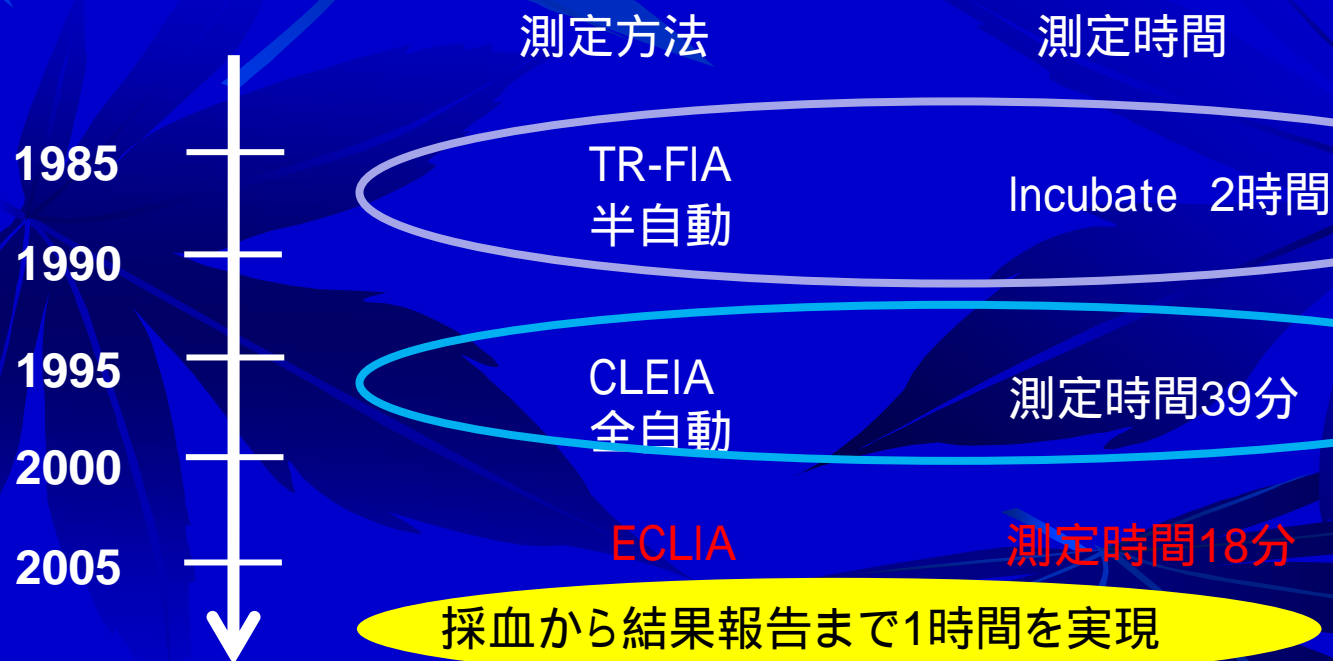 測定方法 測定時間
1985
TR-FIA
半自動
Incubate 2時間
1990
1995
CLEIA
全自動
測定時間39分
2000
ECLIA 測定時間18分
2005
採血から結果報告まで1時間を実現